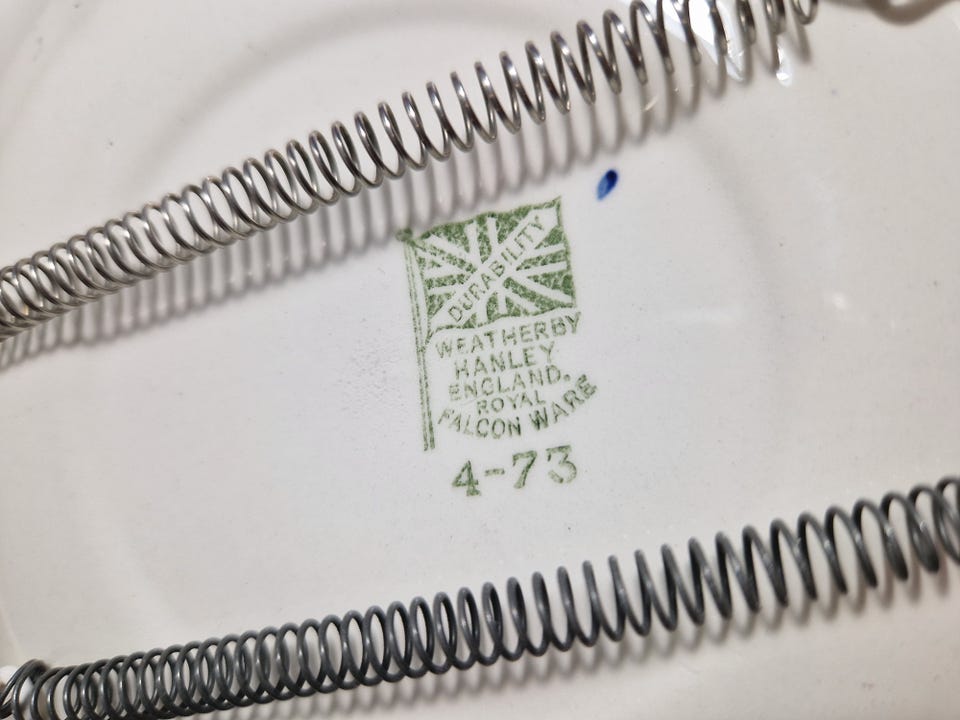 DURABILITY
WEATHERBY
HANLEY
ENGLAND.
ROYAL
FALCON WARE
4-73